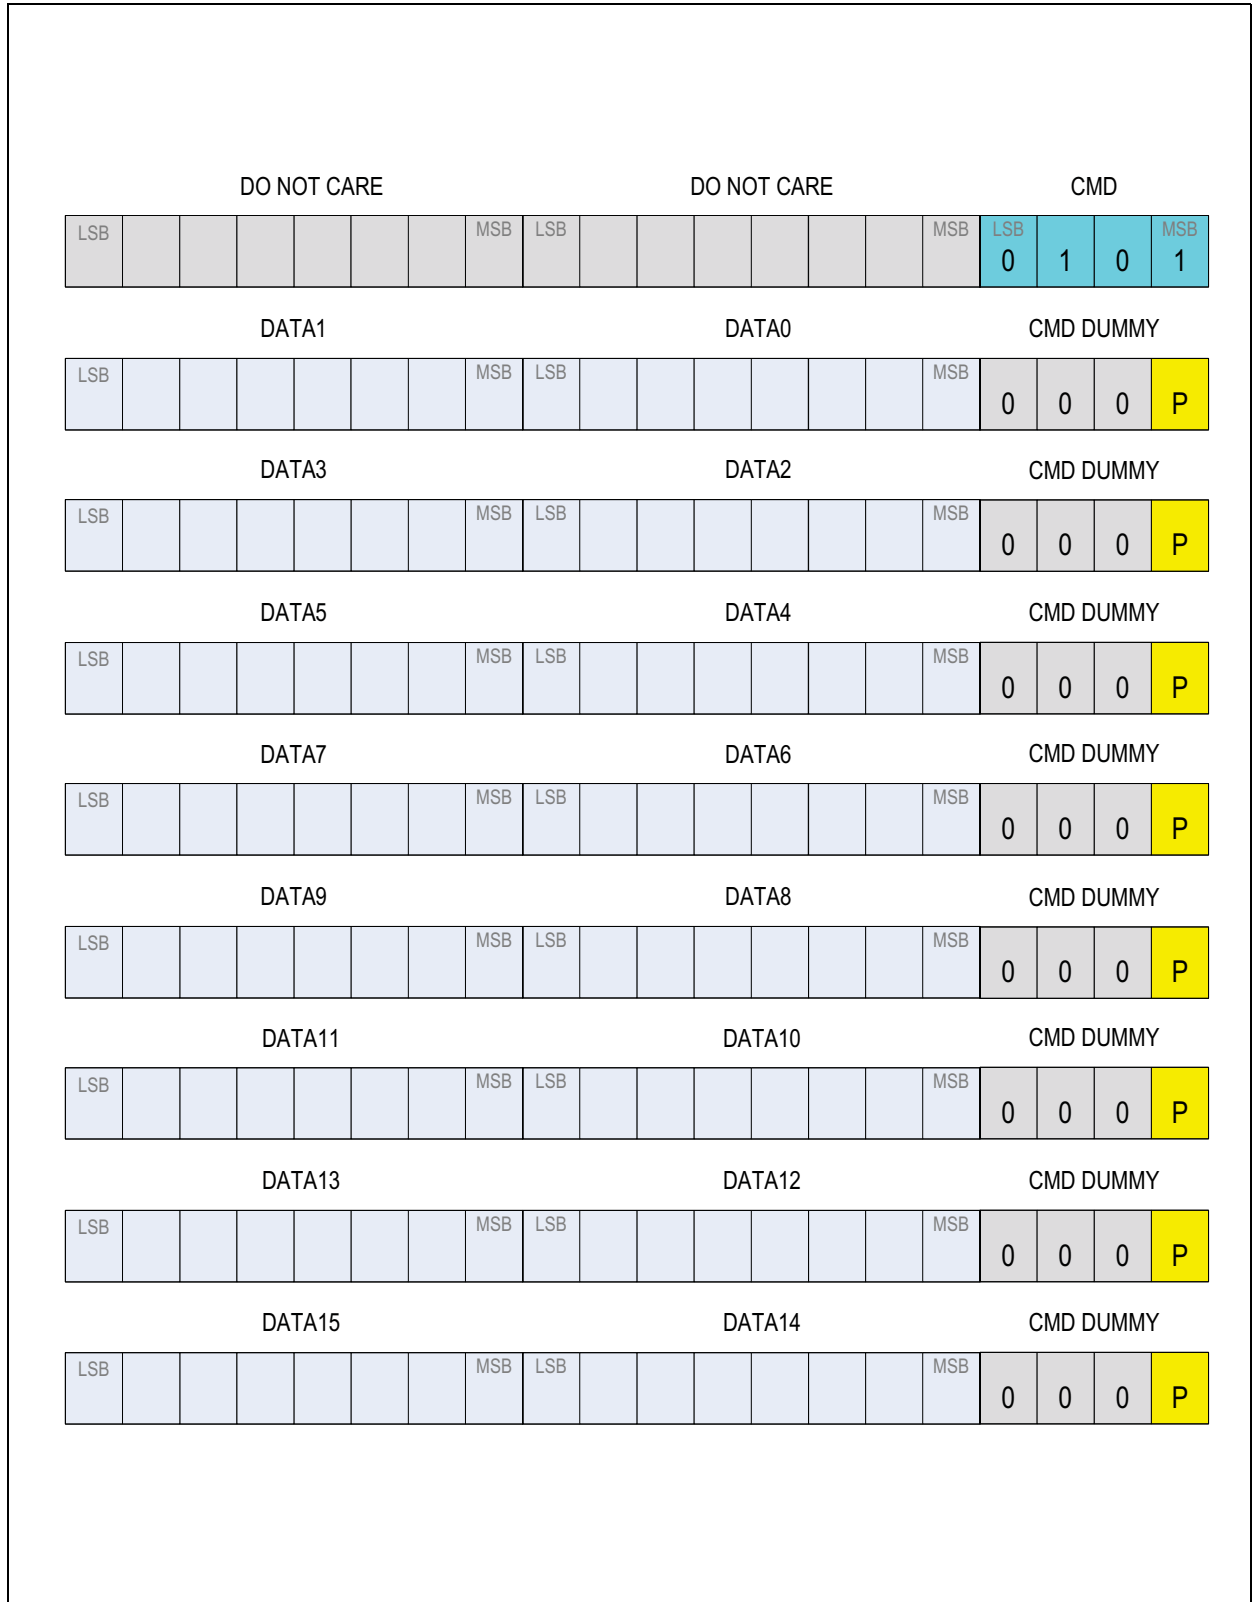 DO NOT CARE DO NOT CARE CMD
LSB MSB LSB MSB LSB MSB
0 1 0 1
DATA1 DATA0 CMD DUMMY
LSB MSB LSB MSB
0 0 0 P
DATA3 DATA2 CMD DUMMY
LSB MSB LSB MSB
0 0 0 P
DATA5 DATA4 CMD DUMMY
LSB MSB LSB MSB
0 0 0 P
DATA7 DATA6 CMD DUMMY
LSB MSB LSB MSB
0 0 0 P
DATA9 DATA8 CMD DUMMY
LSB MSB LSB MSB
0 0 0 P
DATA11 DATA10 CMD DUMMY
LSB MSB LSB MSB
0 0 0 P
DATA13 DATA12 CMD DUMMY
LSB MSB LSB MSB
0 0 0 P
DATA15 DATA14 CMD DUMMY
LSB MSB LSB MSB
0 0 0 P